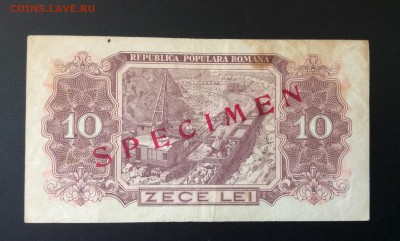 COINS.LAVE.RU
REPUBLICA POPULARA ROMANA
10 10
SPECIMEN
ZECE LEI